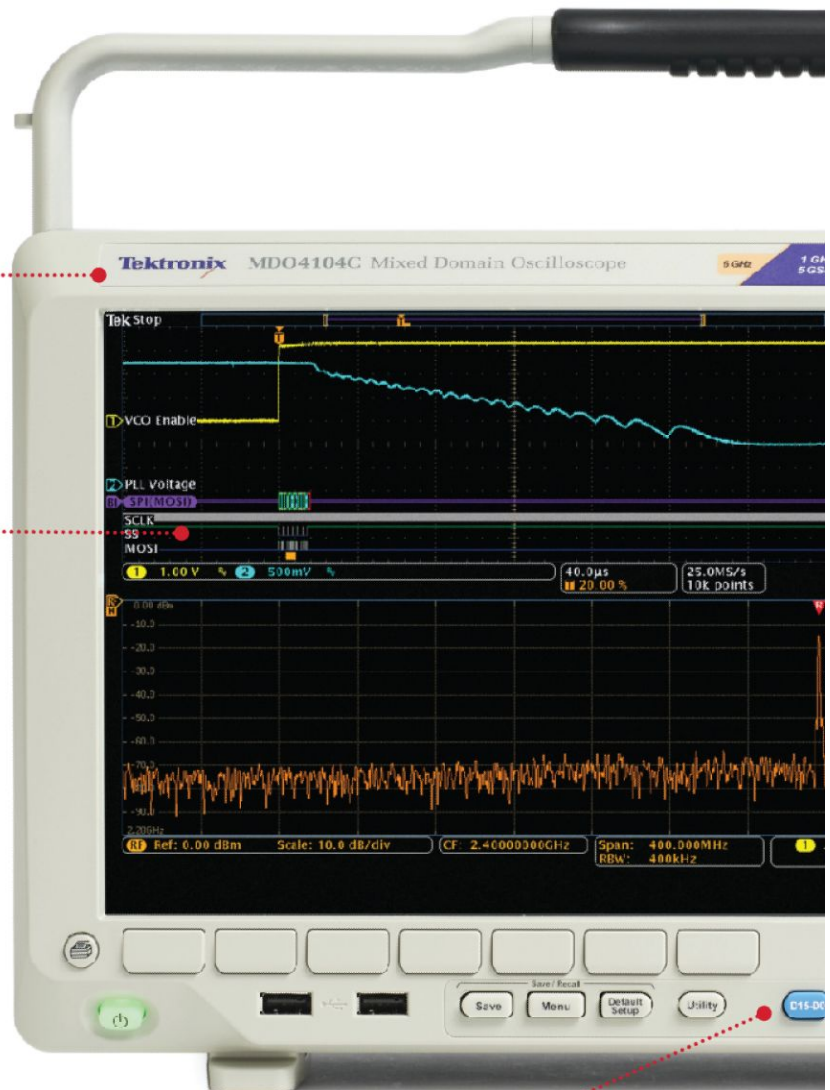 Tektronix MDO4104C Mixed Domain Oscilloscope
Tek Stop
T
VCO Enable
2
PLL Voltage
B1
SPI(MOSI)
SCLK
SS
MOSI
1 1.00 V 2 500mV
40.0µs
20.00 %
25.0MS/s
10k points
0.00 dBm
-10.0
-20.0
-30.0
-40.0
-50.0
-60.0
-70.0
-90.0
R
2.20GHz
RF Ref: 0.00 dBm Scale: 10.0 dB/div
CF: 2.40000000GHz
Span: 400.000MHz
RBW: 400kHz
1
Save / Recall
Save
Menu
Default
Setup
Utility